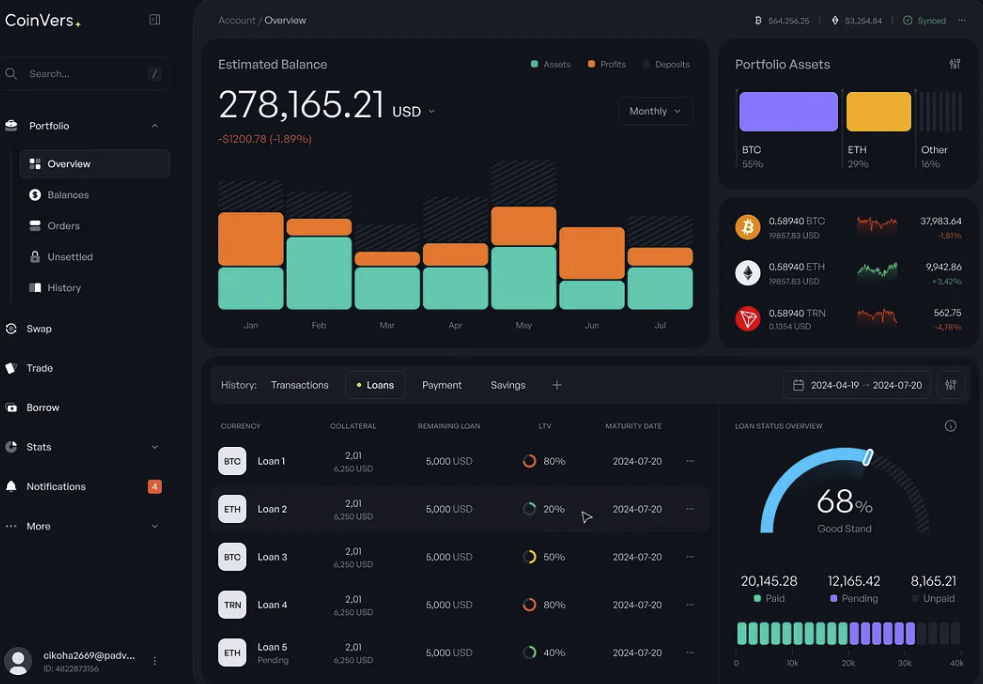 CoinVers
Search... /
Portfolio
Overview
Balances
Orders
Unsettled
History
Swap
Trade
Borrow
Stats
Notifications 4
More
cikoha2669@padv...
ID: 4822873156
Account / Overview
$64,256.25 | $3,254.84 | Synced ...
Estimated Balance
Assets Profits Deposits
278,165.21 USD
Monthly
-$1200.78 (-1.89%)
Jan Feb Mar Apr May Jun Jul
Portfolio Assets
BTC ETH Other
55% 29% 16%
0.58940 BTC 37,983.64
19857.83 USD -1,81%
0.58940 ETH 9,942.86
19857.83 USD +3,42%
0.58940 TRN 562.75
0.1354 USD -4,78%
History: Transactions Loans Payment Savings +
2024-04-19 – 2024-07-20
CURRENCY COLLATERAL REMAINING LOAN LTV MATURITY DATE
BTC Loan 1 2,01 5,000 USD 80% 2024-07-20 ...
6,250 USD
ETH Loan 2 2,01 5,000 USD 20% 2024-07-20 ...
6,250 USD
BTC Loan 3 2,01 5,000 USD 50% 2024-07-20 ...
6,250 USD
TRN Loan 4 2,01 5,000 USD 80% 2024-07-20 ...
6,250 USD
ETH Loan 5 2,01 5,000 USD 40% 2024-07-20 ...
Pending 6,250 USD
LOAN STATUS OVERVIEW
68%
Good Stand
20,145.28 12,165.42 8,165.21
Paid Pending Unpaid
0 10k 20k 30k 40k